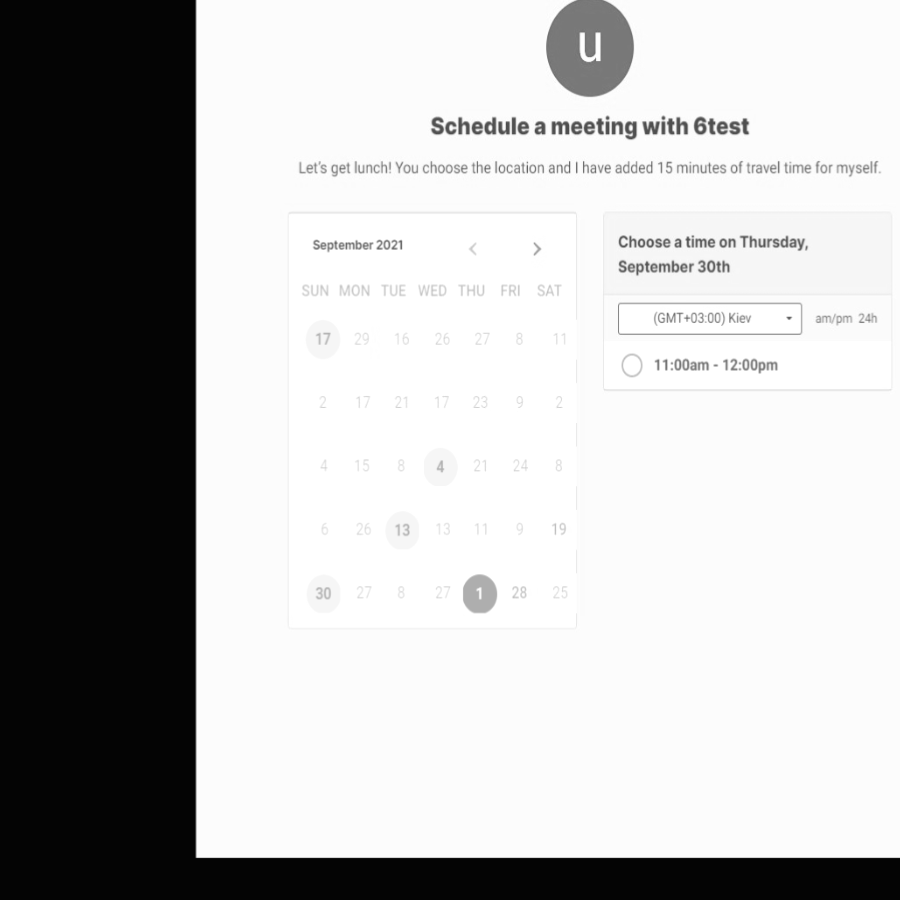 u
Schedule a meeting with 6test
Let's get lunch! You choose the location and I have added 15 minutes of travel time for myself.
September 2021
SUN MON TUE WED THU FRI SAT
17 29 16 26 27 8 11
2 17 21 17 23 9 2
4 15 8 4 21 24 8
6 26 13 13 11 9 19
30 27 8 27 1 28 25
Choose a time on Thursday,
September 30th
(GMT+03:00) Kiev am/pm 24h
11:00am - 12:00pm